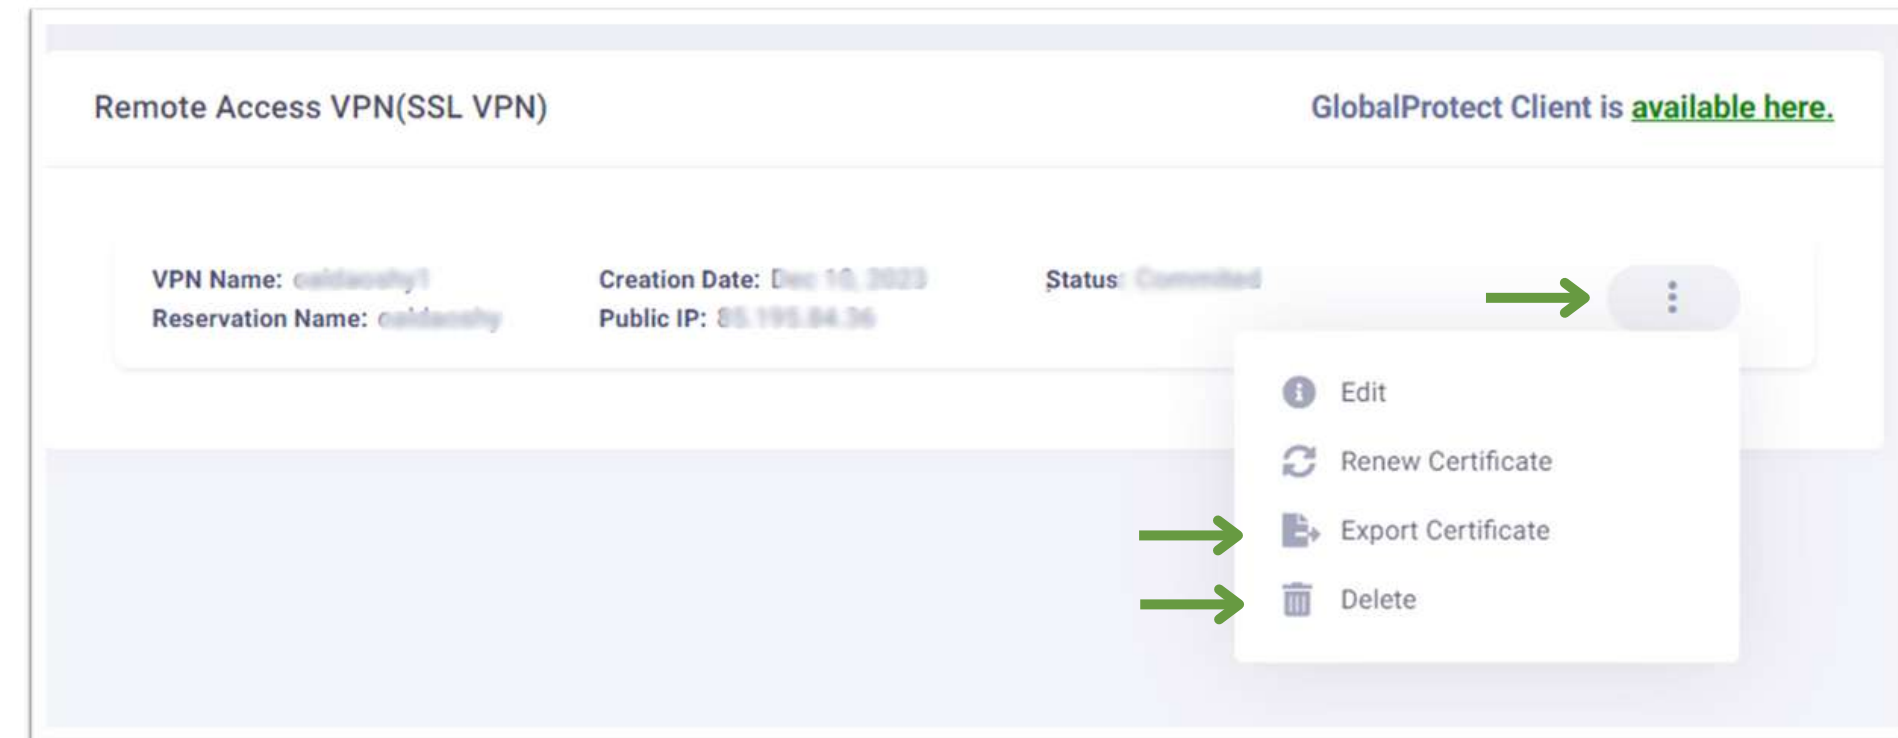 Remote Access VPN(SSL VPN)
GlobalProtect Client is available here.
VPN Name:
Creation Date:
Status:
Reservation Name:
Public IP:
Edit
Renew Certificate
Export Certificate
Delete